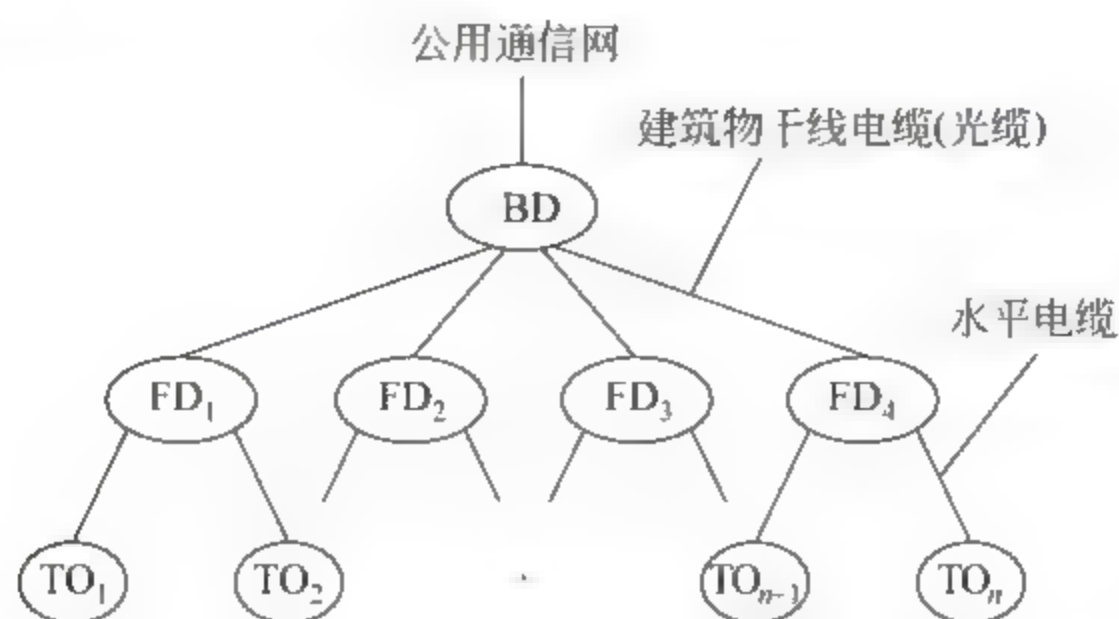 公用通信网
建筑物干线电缆(光缆)
BD
水平电缆
FD₁ FD₂ FD₃ FD₄
TO₁ TO₂ TOₙ₋₁ TOₙ